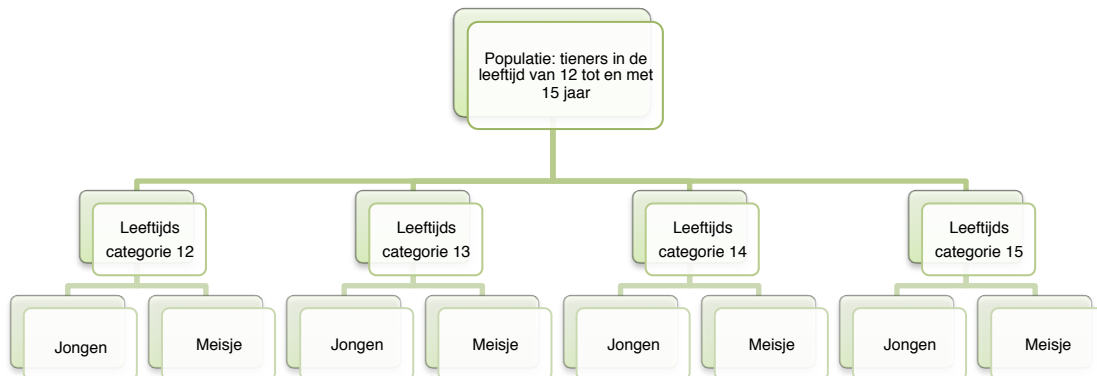 Populatie: tieners in de
leeftijd van 12 tot en met
15 jaar
Leeftijds
categorie 12
Leeftijds
categorie 13
Leeftijds
categorie 14
Leeftijds
categorie 15
Jongen
Meisje
Jongen
Meisje
Jongen
Meisje
Jongen
Meisje